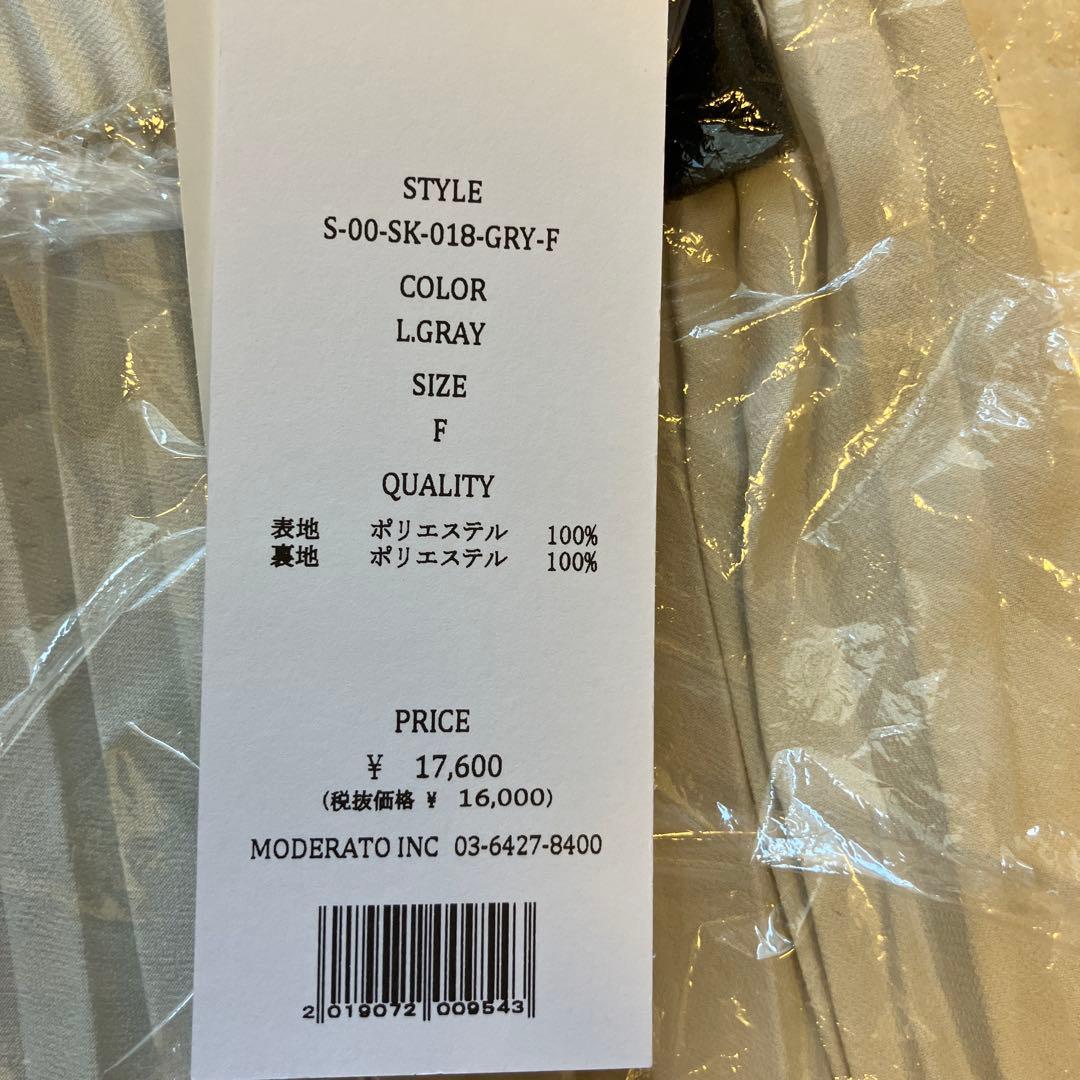 STYLE
S-00-SK-018-GRY-F
COLOR
L.GRAY
SIZE
F
QUALITY
表地 ポリエステル 100%
裏地 ポリエステル 100%
PRICE
¥ 17,600
(税抜価格 ¥ 16,000)
MODERATO INC 03-6427-8400
2 019072 009543